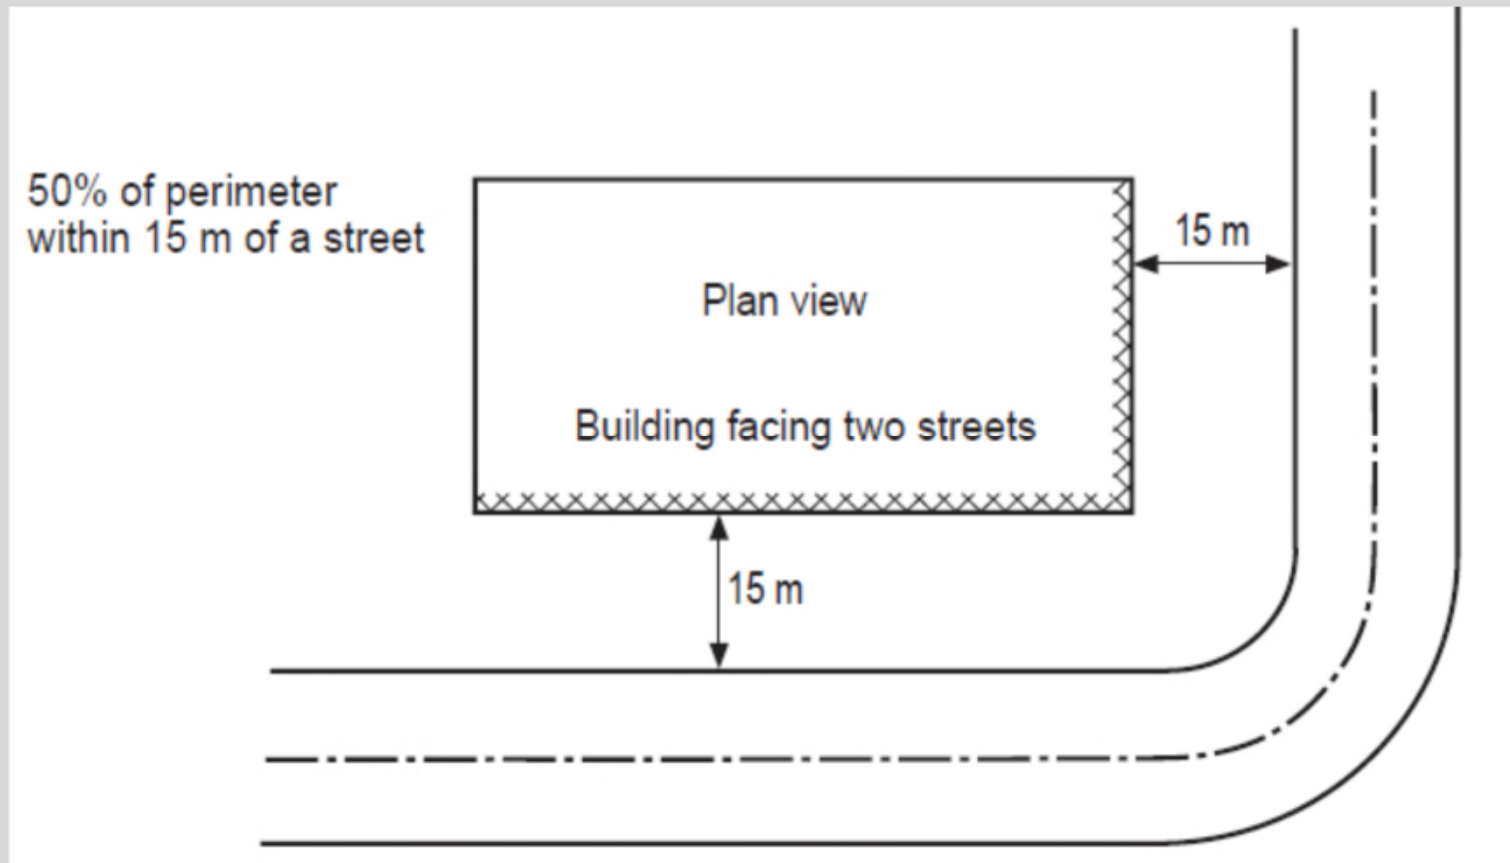 50% of perimeter
within 15 m of a street
15 m
Plan view
Building facing two streets
15 m